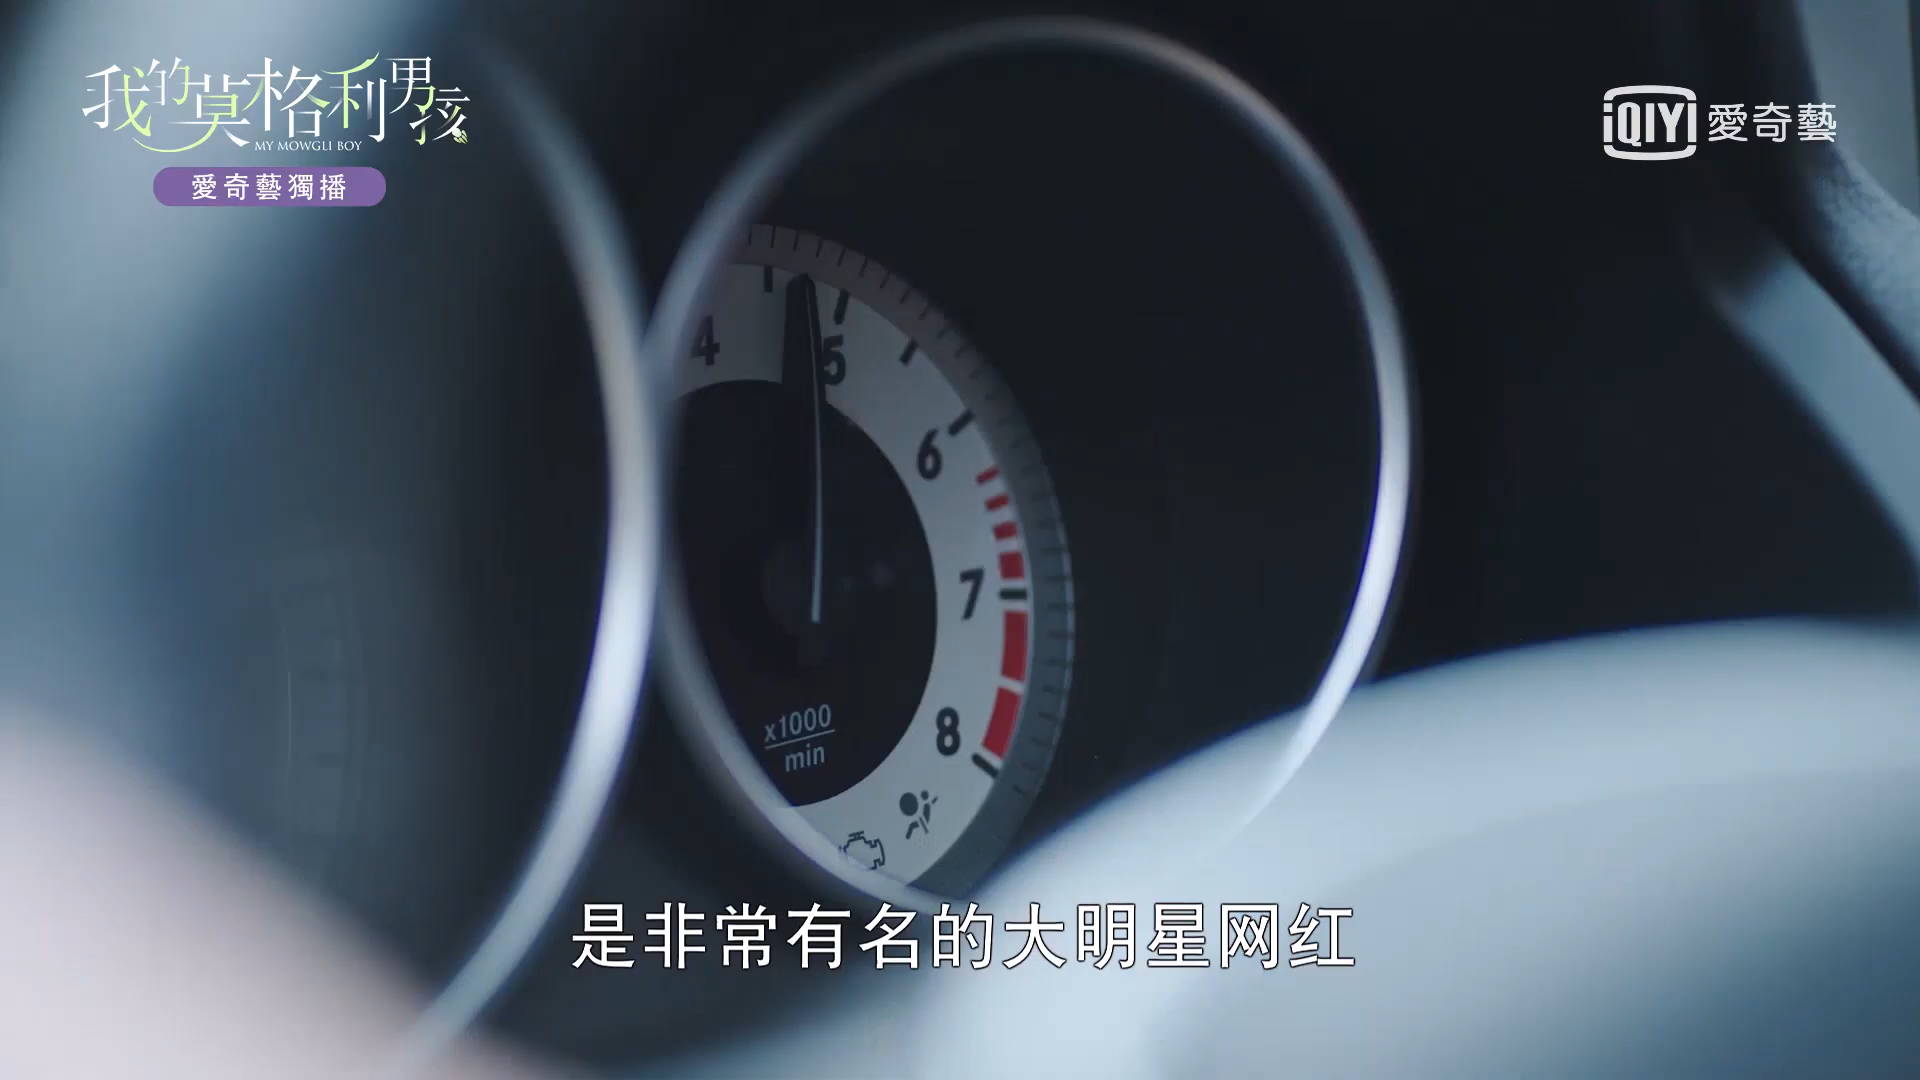 我的莫格利男孩
MY MOWGLI BOY
愛奇藝獨播
iQIYI 愛奇藝
4
5
6
7
8
x1000
min
是非常有名的大明星网红